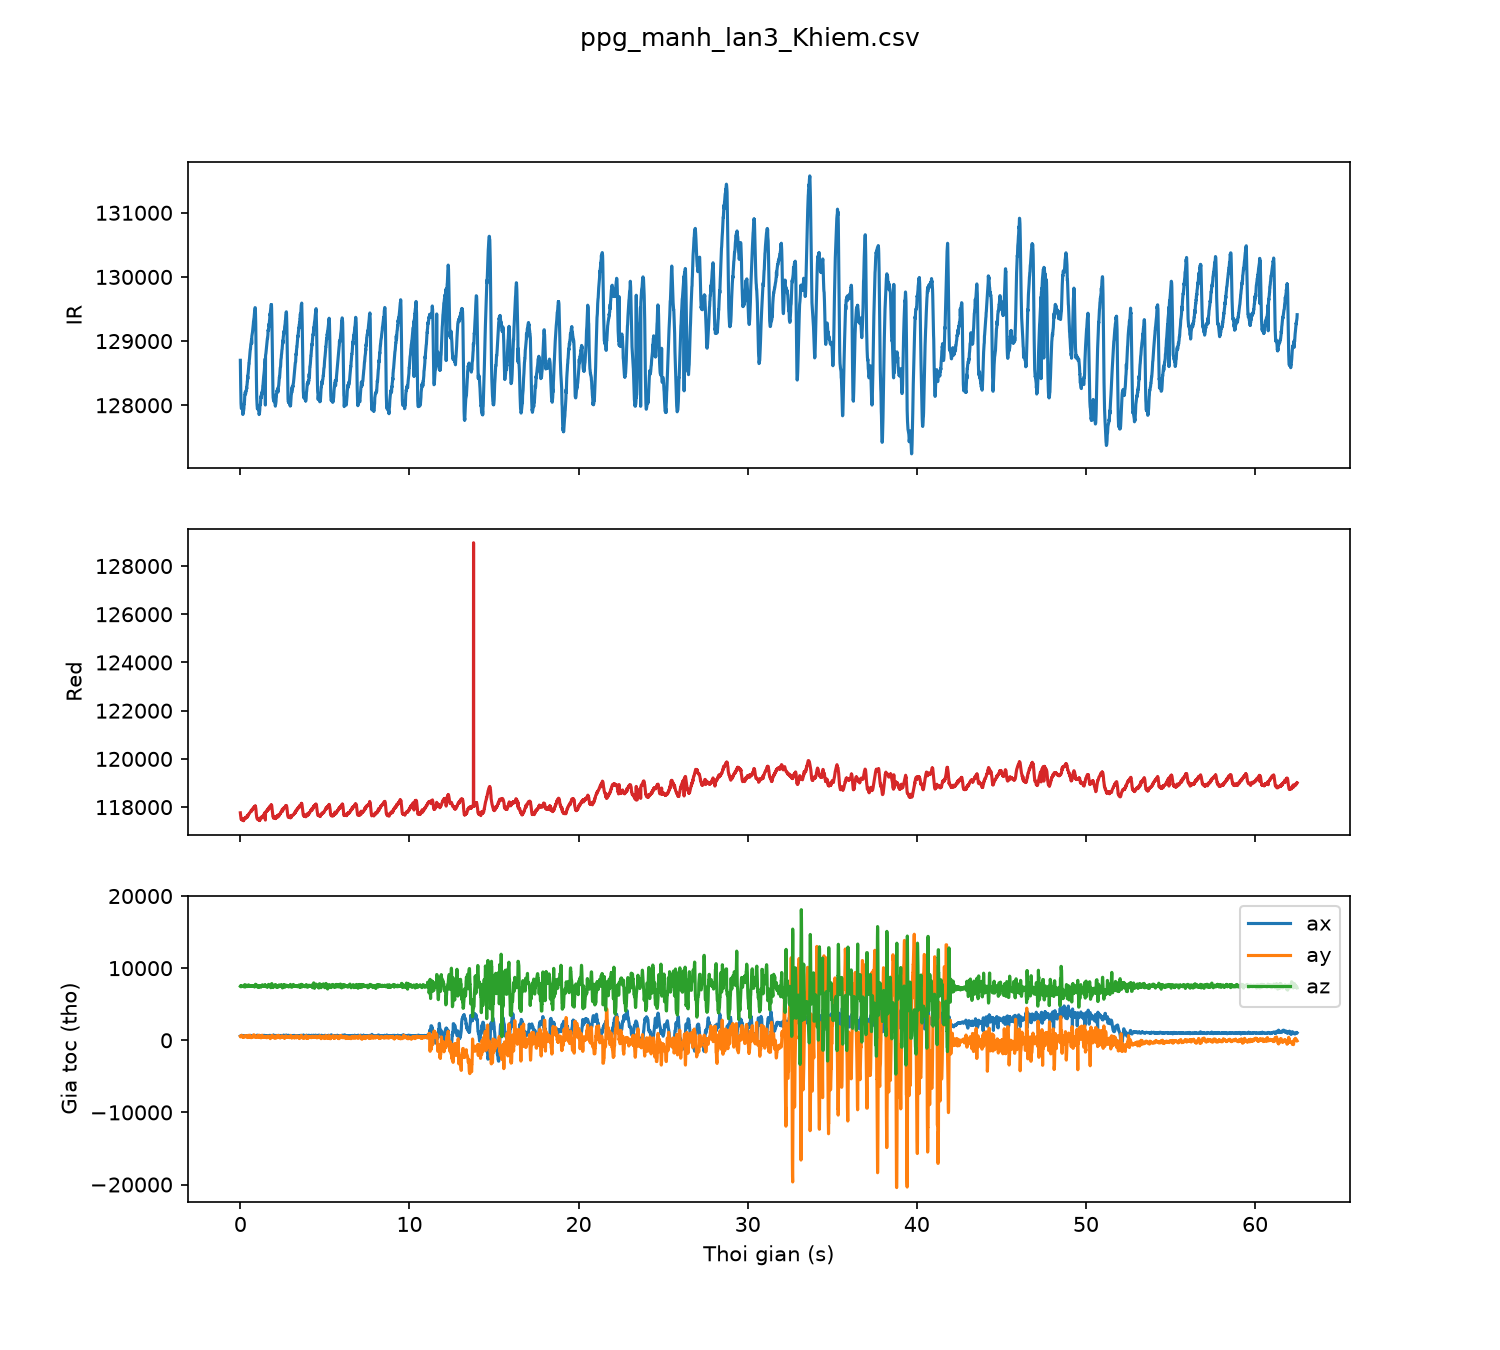 ppg_manh_lan3_Khiem.csv
131000
130000
129000
128000
IR
128000
126000
124000
122000
120000
118000
Red
20000
10000
0
−10000
−20000
Gia toc (tho)
ax
ay
az
0 10 20 30 40 50 60
Thoi gian (s)